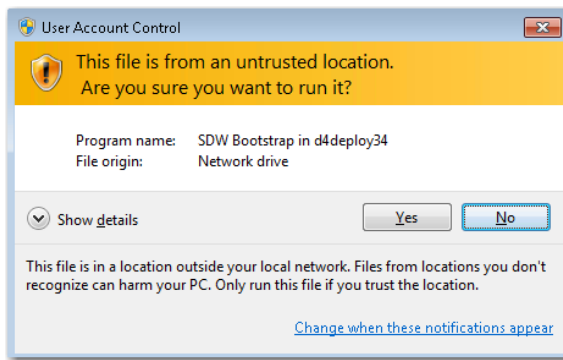 User Account Control
This file is from an untrusted location.
Are you sure you want to run it?
Program name: SDW Bootstrap in d4deploy34
File origin: Network drive
Show details
Yes
No
This file is in a location outside your local network. Files from locations you don't
recognize can harm your PC. Only run this file if you trust the location.
Change when these notifications appear